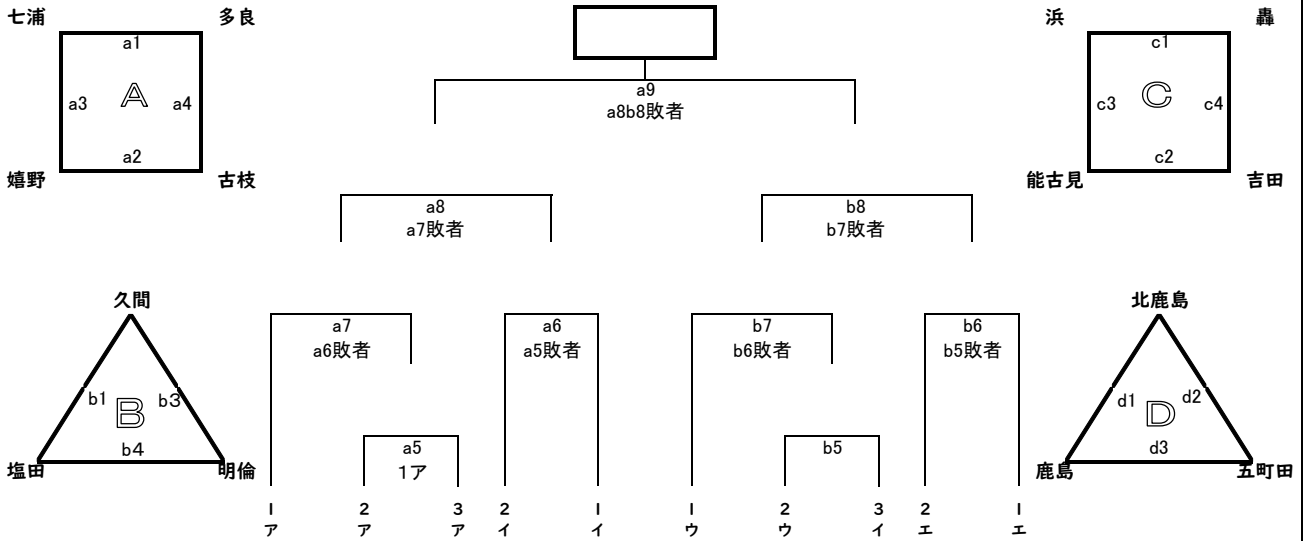 七浦
多良
a1
A
a3
a4
a2
嬉野
古枝
浜
轟
c1
C
c3
c4
c2
能古見
吉田
a9
a8b8敗者
a8
a7敗者
b8
b7敗者
久間
b1
B
b3
b4
塩田
明倫
a7
a6敗者
a6
a5敗者
b7
b6敗者
b6
b5敗者
a5
1ア
b5
北鹿島
d1
D
d2
d3
鹿島
五町田
1 2 3 2 1 1 2 3 2 1
ア ア ア イ イ ウ ウ イ エ エ